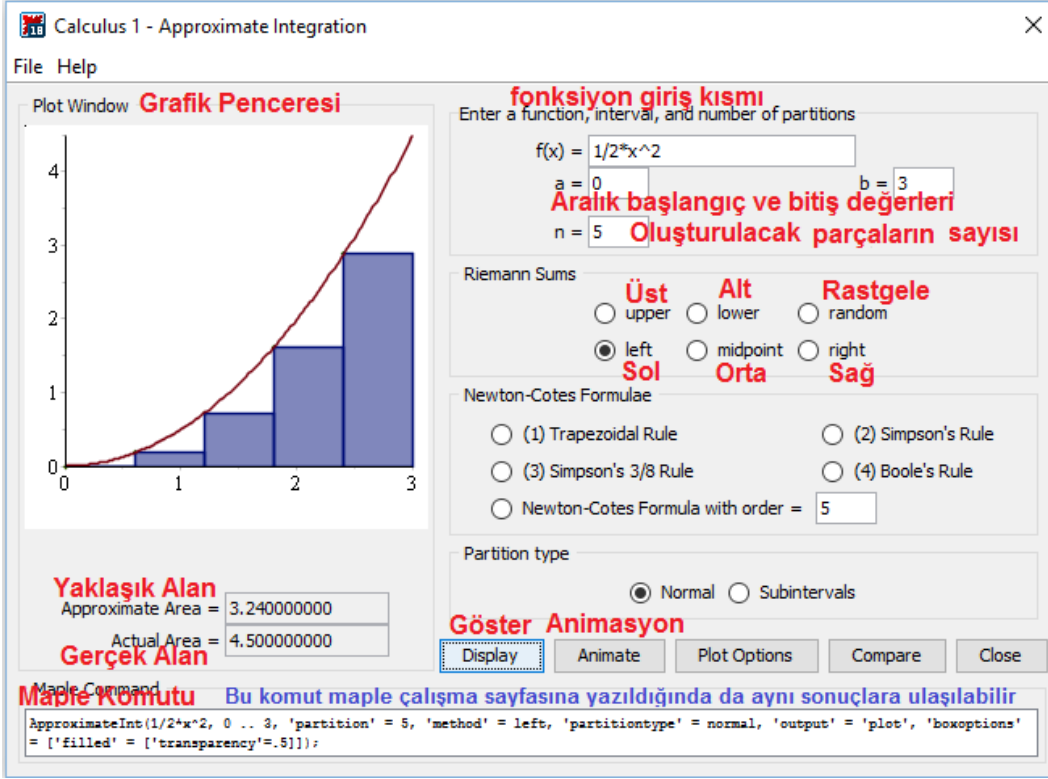 Calculus 1 - Approximate Integration
File Help
Plot Window Grafik Penceresi
4
3
2
1
0
0 1 2 3
Yaklaşık Alan
Approximate Area = 3.240000000
Actual Area = 4.500000000
Gerçek Alan
fonksiyon giriş kısmı
Enter a function, interval, and number of partitions
f(x) = 1/2*x^2
a = 0 b = 3
Aralık başlangıç ve bitiş değerleri
n = 5 Oluşturulacak parçaların sayısı
Riemann Sums
Üst Alt Rastgele
upper lower random
left midpoint right
Sol Orta Sağ
Newton-Cotes Formulae
(1) Trapezoidal Rule (2) Simpson's Rule
(3) Simpson's 3/8 Rule (4) Boole's Rule
Newton-Cotes Formula with order = 5
Partition type
Normal Subintervals
Göster Animasyon
Display Animate Plot Options Compare Close
Maple Command
Maple Komutu Bu komut maple çalışma sayfasına yazıldığında da aynı sonuçlara ulaşılabilir
ApproximateInt(1/2*x^2, 0 .. 3, 'partition' = 5, 'method' = left, 'partitiontype' = normal, 'output' = 'plot', 'boxoptions'
= ['filled' = ['transparency'=.5]]);